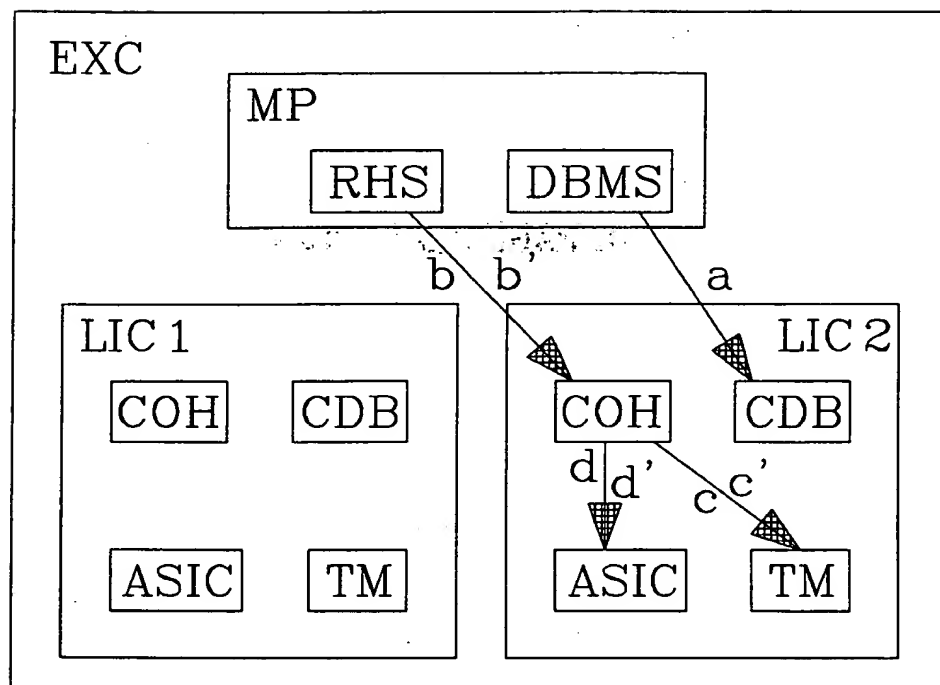 EXC
MP
RHS DBMS
b b' a
LIC 1 LIC 2
COH CDB COH CDB
d d' c c'
ASIC TM ASIC TM